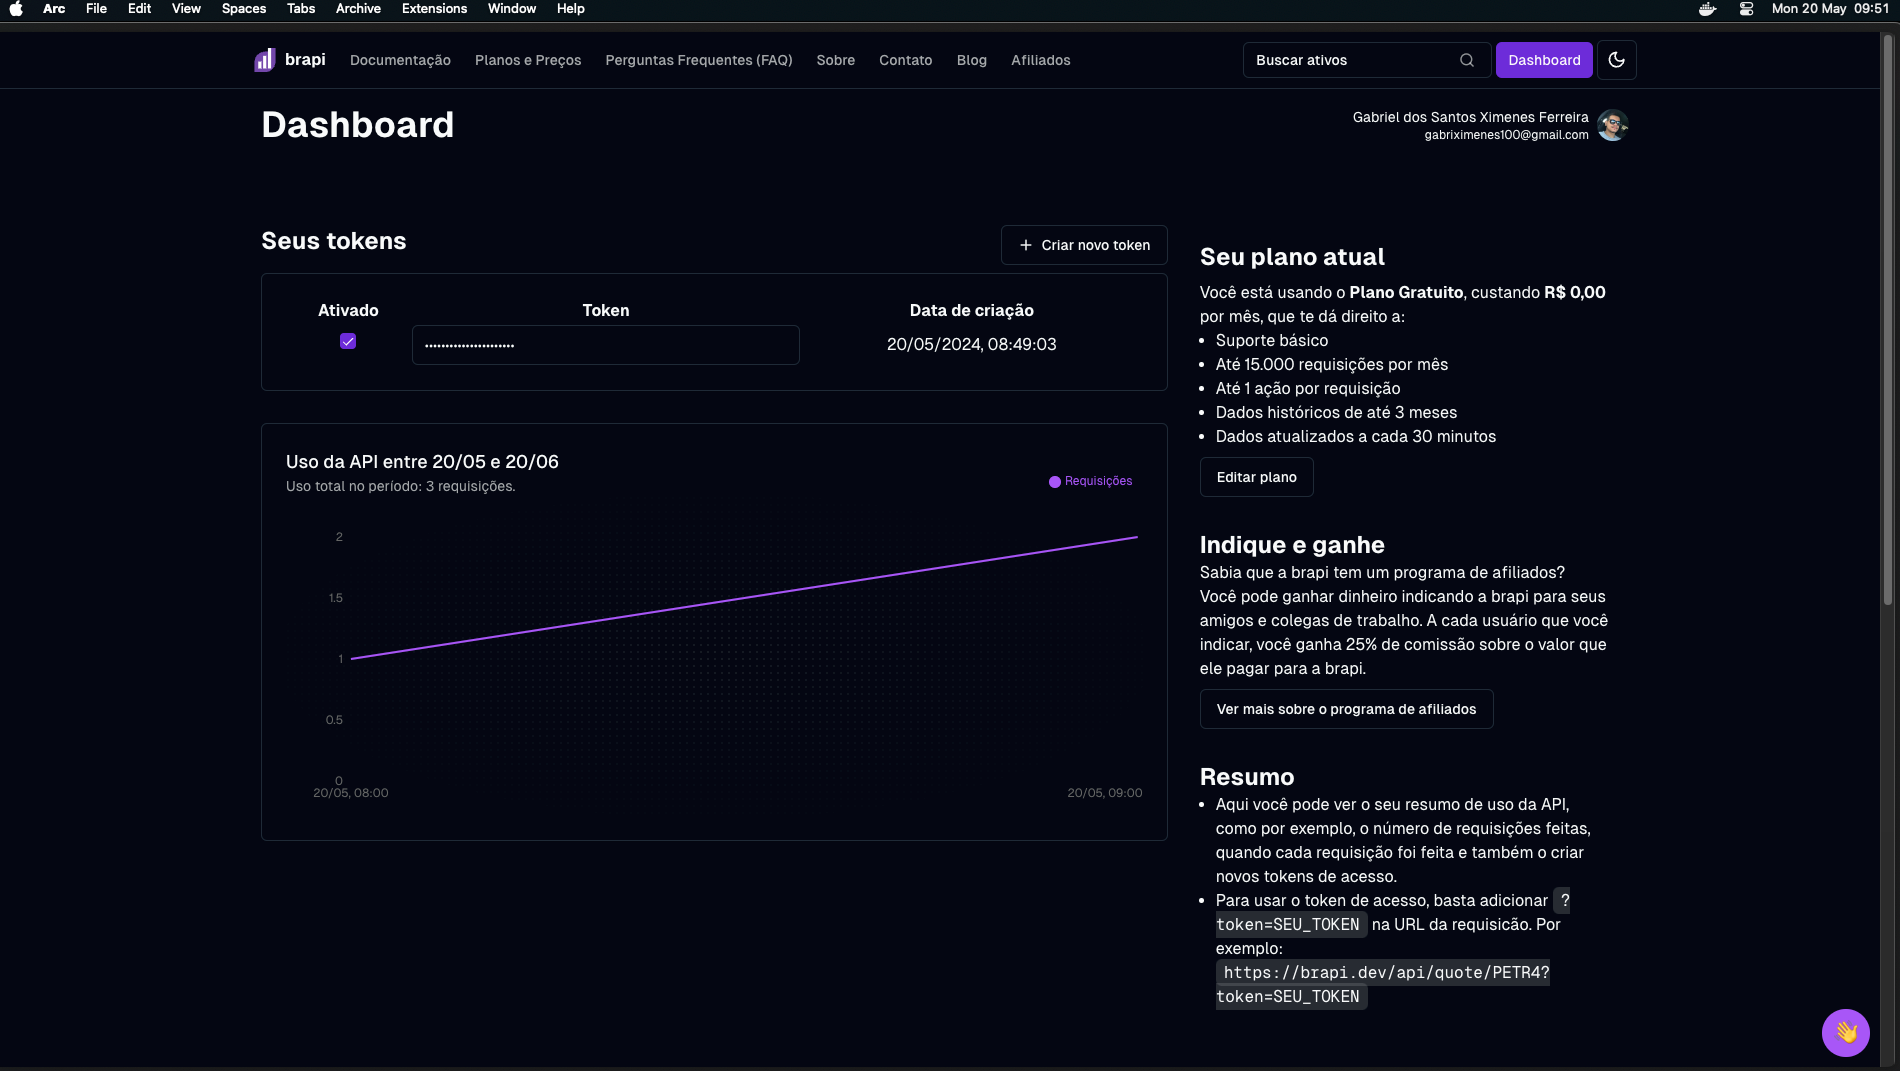 Arc File Edit View Spaces Tabs Archive Extensions Window Help Mon 20 May 09:51
brapi Documentação Planos e Preços Perguntas Frequentes (FAQ) Sobre Contato Blog Afiliados Buscar ativos Dashboard
Dashboard
Gabriel dos Santos Ximenes Ferreira
gabriximenes100@gmail.com
Seus tokens
+ Criar novo token
Ativado Token Data de criação
•••••••••••••••••••••• 20/05/2024, 08:49:03
Uso da API entre 20/05 e 20/06
Uso total no período: 3 requisições.
Requisições
2
1.5
1
0.5
0
20/05, 08:00 20/05, 09:00
Seu plano atual
Você está usando o Plano Gratuito, custando R$ 0,00
por mês, que te dá direito a:
• Suporte básico
• Até 15.000 requisições por mês
• Até 1 ação por requisição
• Dados históricos de até 3 meses
• Dados atualizados a cada 30 minutos
Editar plano
Indique e ganhe
Sabia que a brapi tem um programa de afiliados?
Você pode ganhar dinheiro indicando a brapi para seus
amigos e colegas de trabalho. A cada usuário que você
indicar, você ganha 25% de comissão sobre o valor que
ele pagar para a brapi.
Ver mais sobre o programa de afiliados
Resumo
• Aqui você pode ver o seu resumo de uso da API,
como por exemplo, o número de requisições feitas,
quando cada requisição foi feita e também o criar
novos tokens de acesso.
• Para usar o token de acesso, basta adicionar ?
token=SEU_TOKEN na URL da requisicão. Por
exemplo:
https://brapi.dev/api/quote/PETR4?
token=SEU_TOKEN